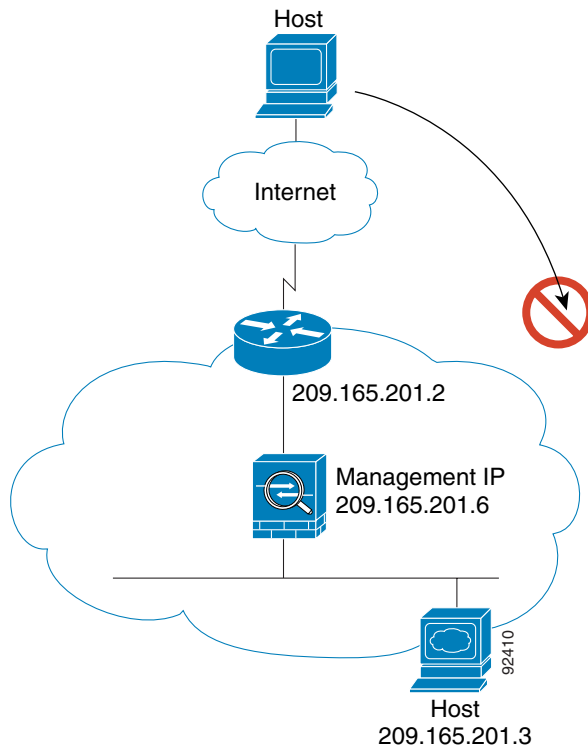 Host
Internet
209.165.201.2
Management IP
209.165.201.6
92410
Host
209.165.201.3